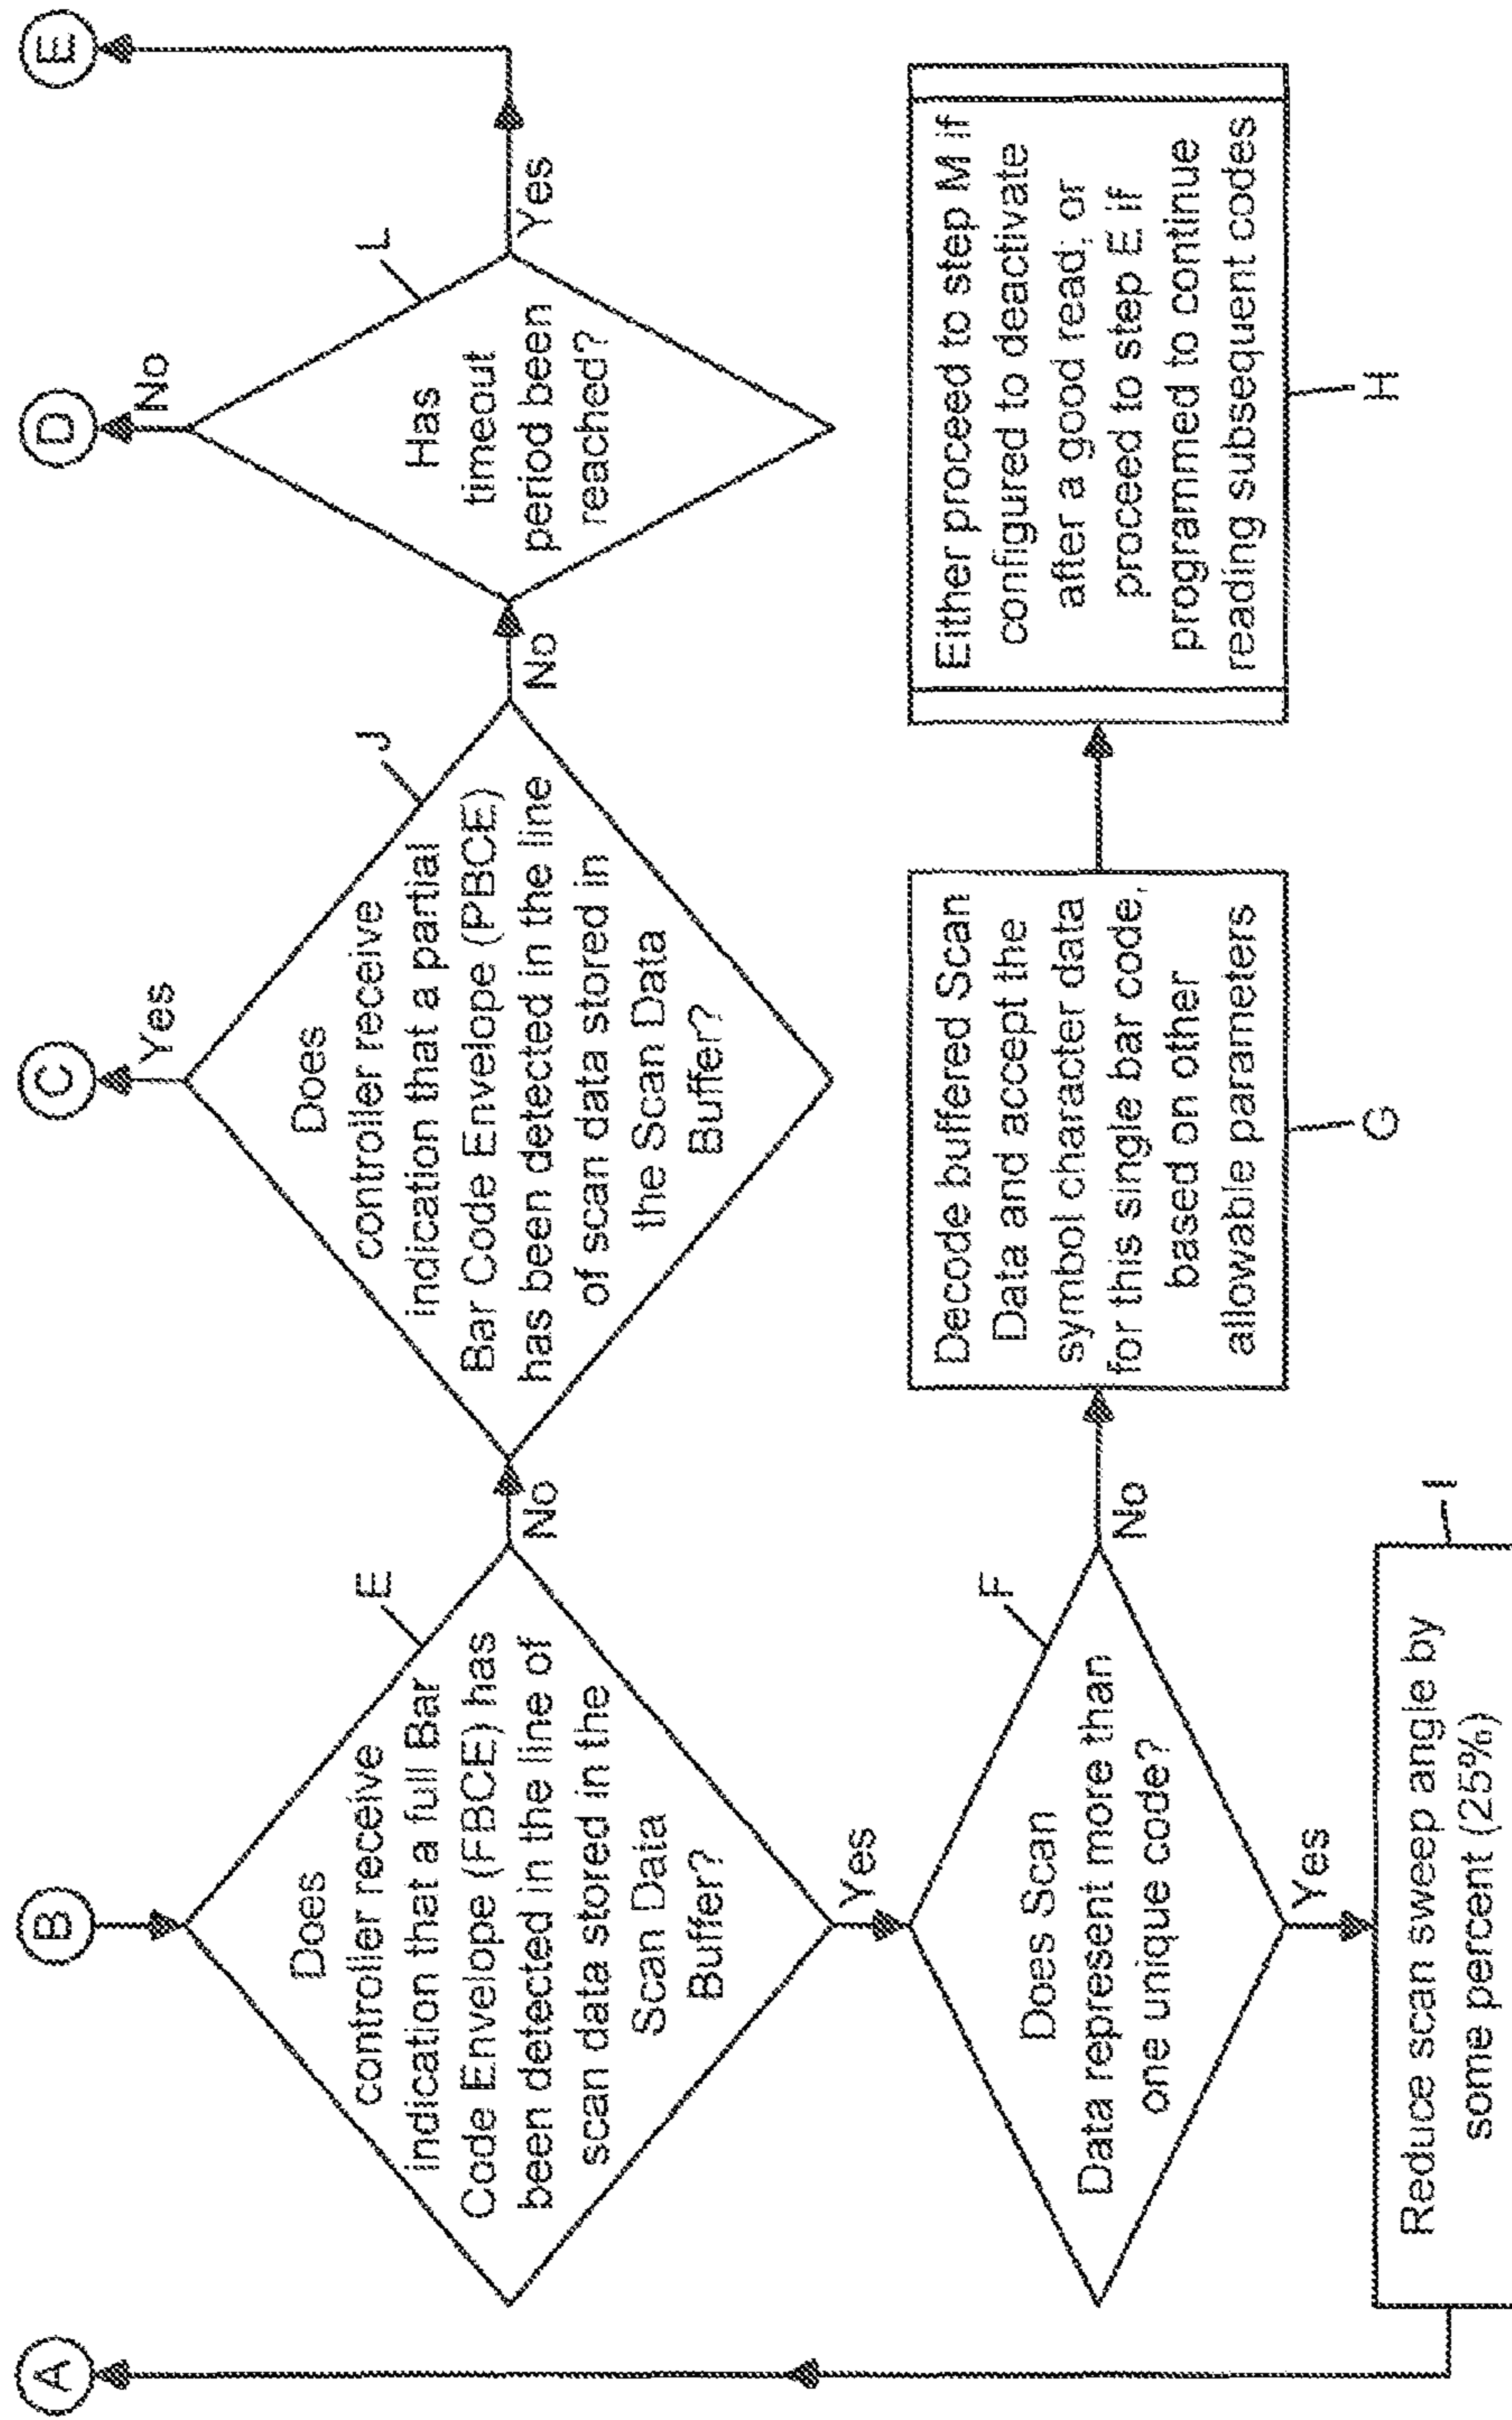 A
B
C
D
E
Does
controller receive
indication that a full Bar
Code Envelope (FBCE) has
been detected in the line of
scan data stored in the
Scan Data
Buffer?
E
No
Yes
Does
controller receive
indication that a partial
Bar Code Envelope (PBCE)
has been detected in the line
of scan data stored in
the Scan Data
Buffer?
J
Yes
No
Has
timeout
period been
reached?
L
No
Yes
Does Scan
Data represent more than
one unique code?
F
No
Yes
Decode buffered Scan
Data and accept the
symbol character data
for this single bar code,
based on other
allowable parameters
G
Either proceed to step M if
configured to deactivate
after a good read, or
proceed to step E if
programmed to continue
reading subsequent codes
H
Reduce scan sweep angle by
some percent (25%)
I